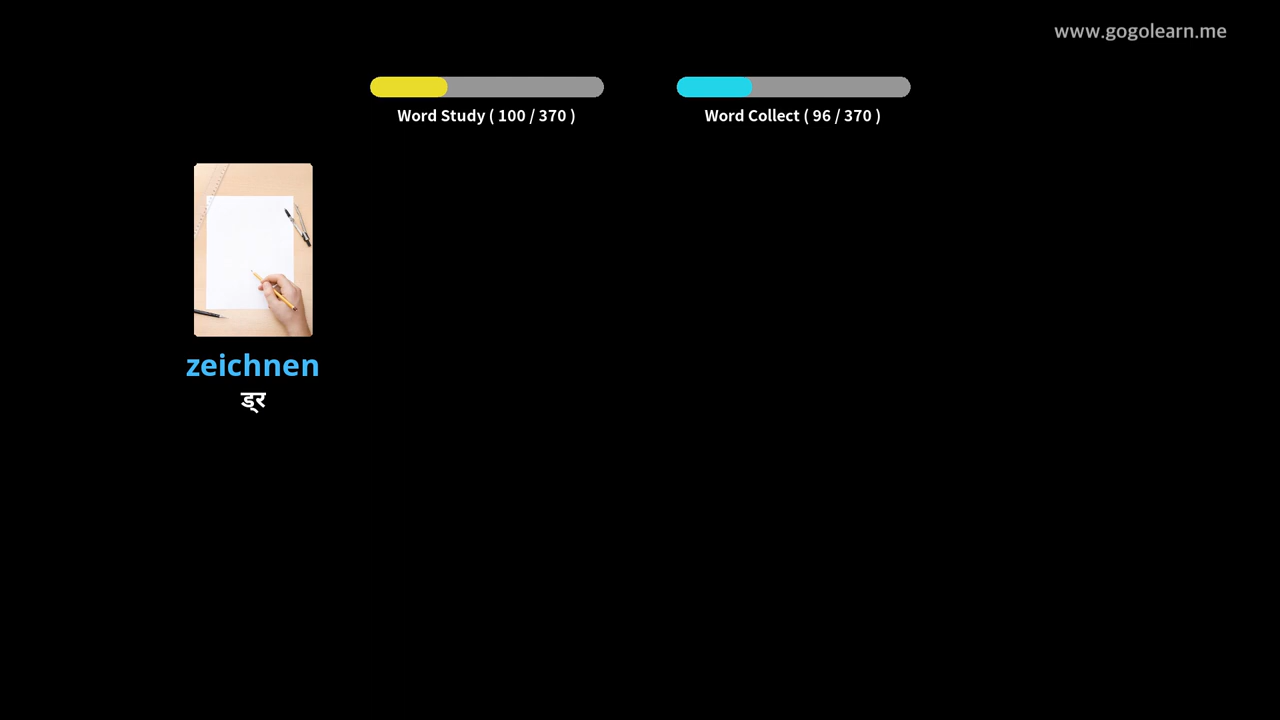 www.gogolearn.me
Word Study ( 100 / 370 )
Word Collect ( 96 / 370 )
zeichnen
ड्र